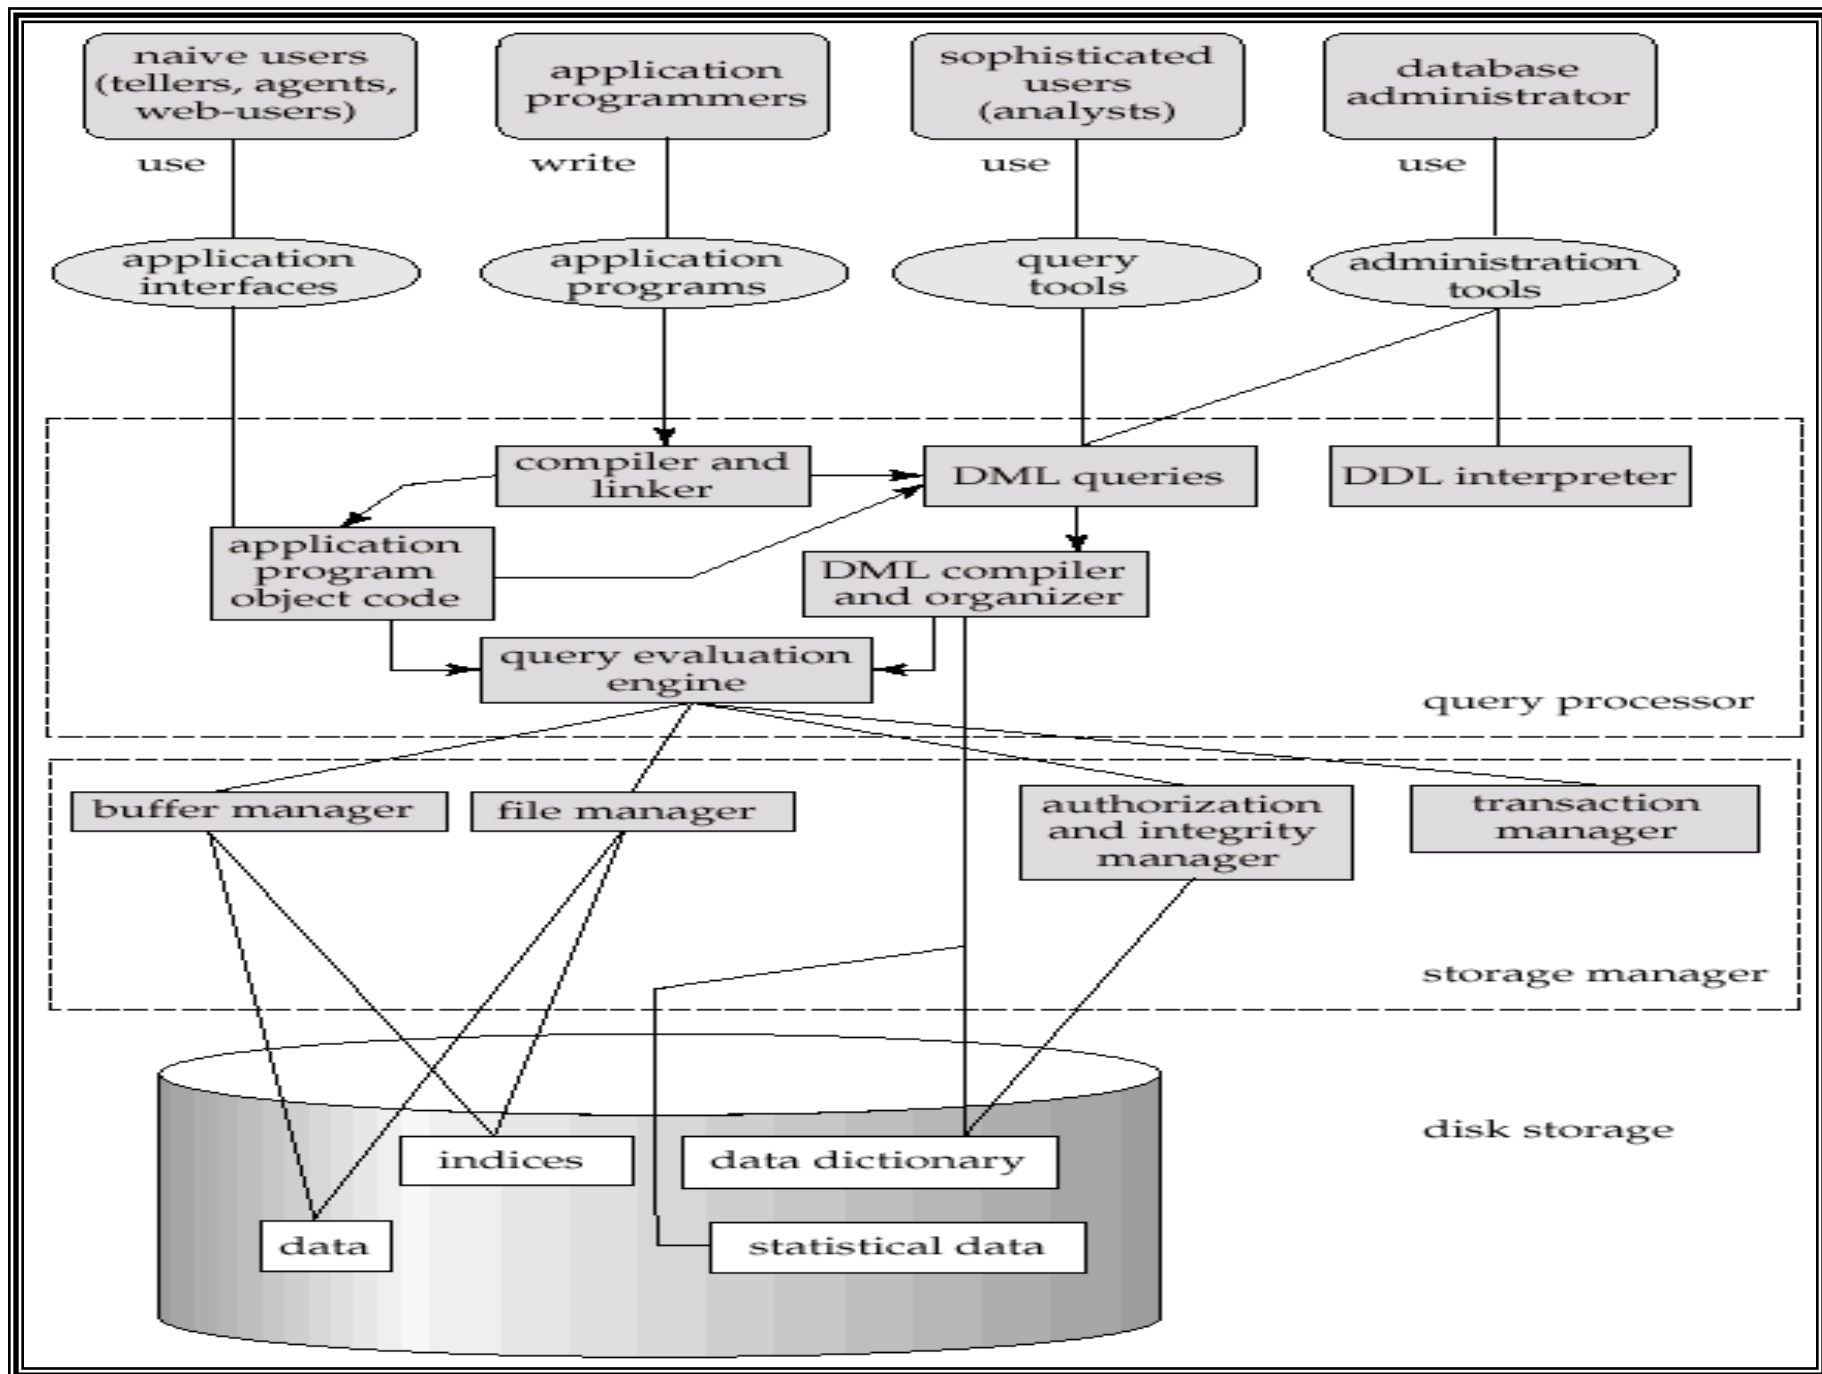 naive users
(tellers, agents,
web-users)
application
programmers
sophisticated
users
(analysts)
database
administrator
use
write
use
use
application
interfaces
application
programs
query
tools
administration
tools
compiler and
linker
DML queries
DDL interpreter
application
program
object code
DML compiler
and organizer
query evaluation
engine
query processor
buffer manager
file manager
authorization
and integrity
manager
transaction
manager
storage manager
disk storage
indices
data dictionary
data
statistical data